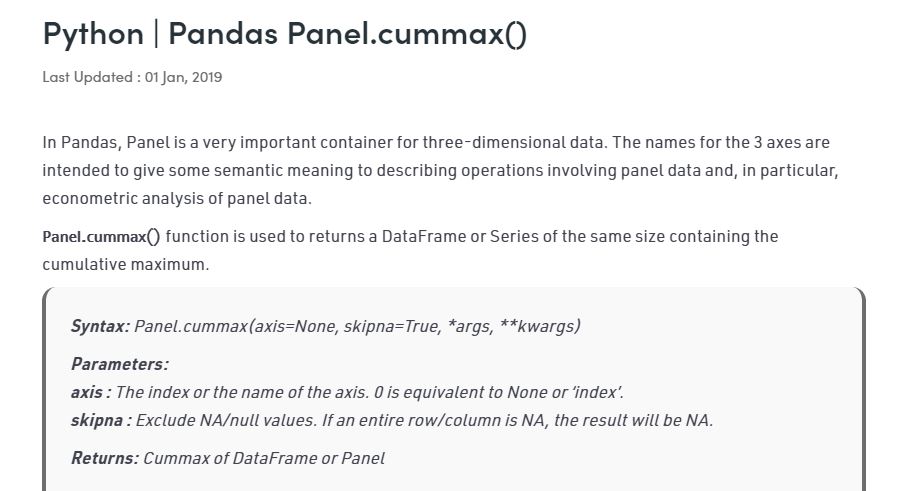 Python | Pandas Panel.cummax()
Last Updated : 01 Jan, 2019
In Pandas, Panel is a very important container for three-dimensional data. The names for the 3 axes are
intended to give some semantic meaning to describing operations involving panel data and, in particular,
econometric analysis of panel data.
Panel.cummax() function is used to returns a DataFrame or Series of the same size containing the
cumulative maximum.
Syntax: Panel.cummax(axis=None, skipna=True, *args, **kwargs)
Parameters:
axis : The index or the name of the axis. 0 is equivalent to None or ‘index’.
skipna : Exclude NA/null values. If an entire row/column is NA, the result will be NA.
Returns: Cummax of DataFrame or Panel